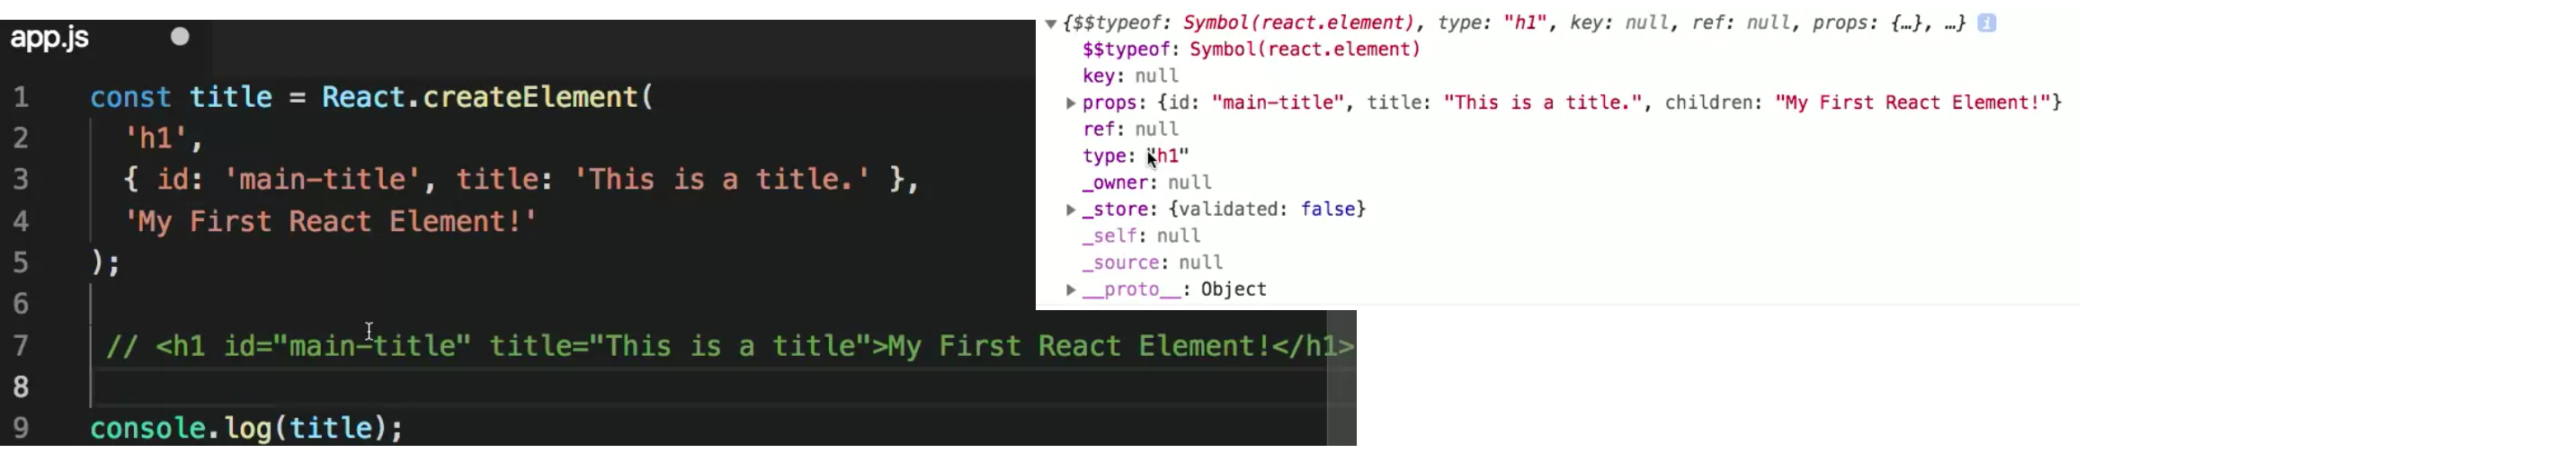 app.js
1 const title = React.createElement(
2 'h1',
3 { id: 'main-title', title: 'This is a title.' },
4 'My First React Element!'
5 );
6
7 // <h1 id="main-title" title="This is a title">My First React Element!</h1>
8
9 console.log(title);
{$$typeof: Symbol(react.element), type: "h1", key: null, ref: null, props: {…}, …} i
$$typeof: Symbol(react.element)
key: null
props: {id: "main-title", title: "This is a title.", children: "My First React Element!"}
ref: null
type: "h1"
_owner: null
_store: {validated: false}
_self: null
_source: null
__proto__: Object